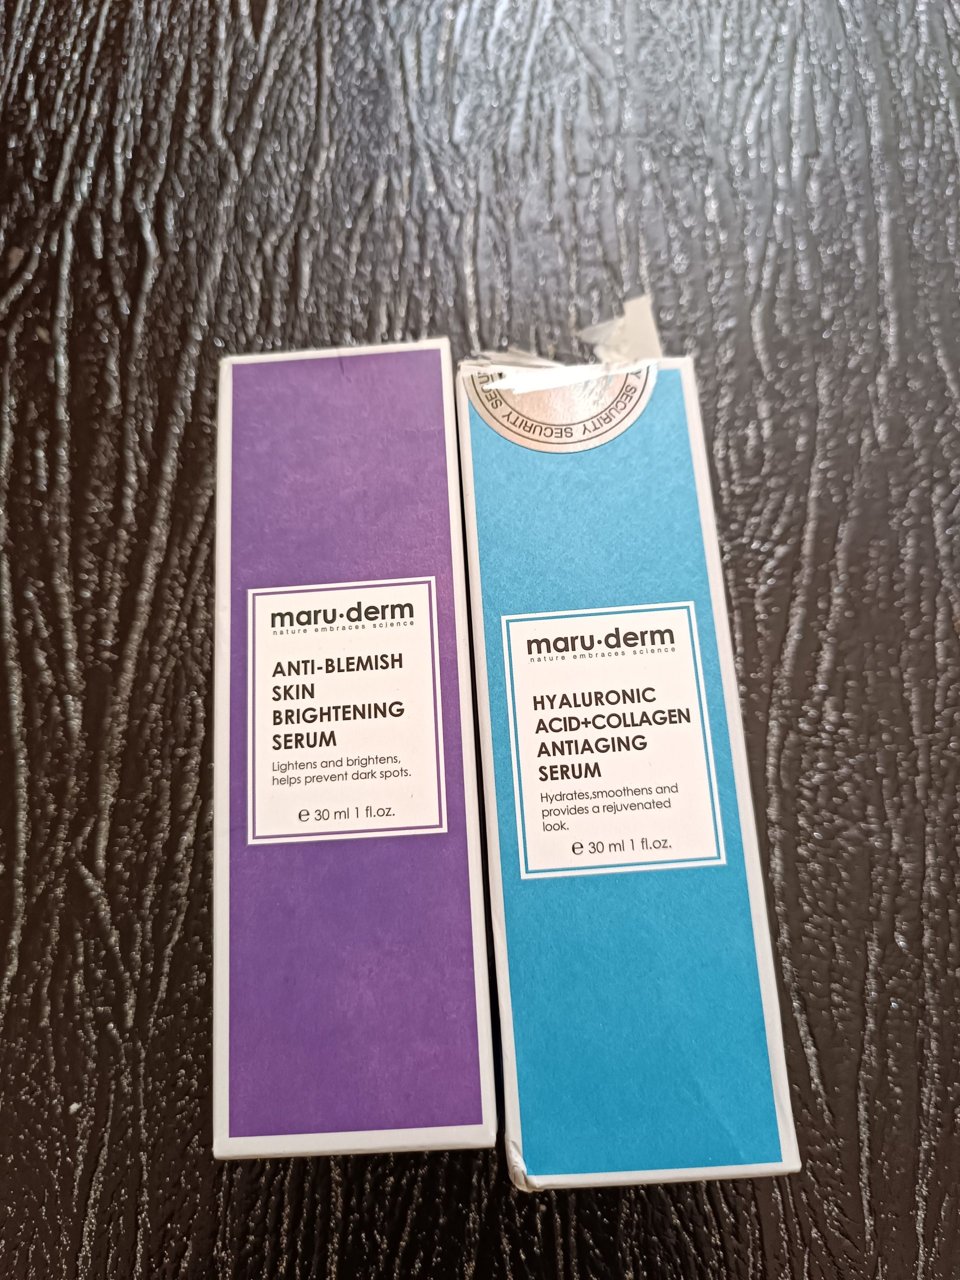 maru·derm
nature embraces science
ANTI-BLEMISH
SKIN
BRIGHTENING
SERUM
Lightens and brightens,
helps prevent dark spots.
℮ 30 ml 1 fl.oz.
SECURITY SECURITY
maru·derm
nature embraces science
HYALURONIC
ACID+COLLAGEN
ANTIAGING
SERUM
Hydrates,smoothens and
provides a rejuvenated
look.
℮ 30 ml 1 fl.oz.